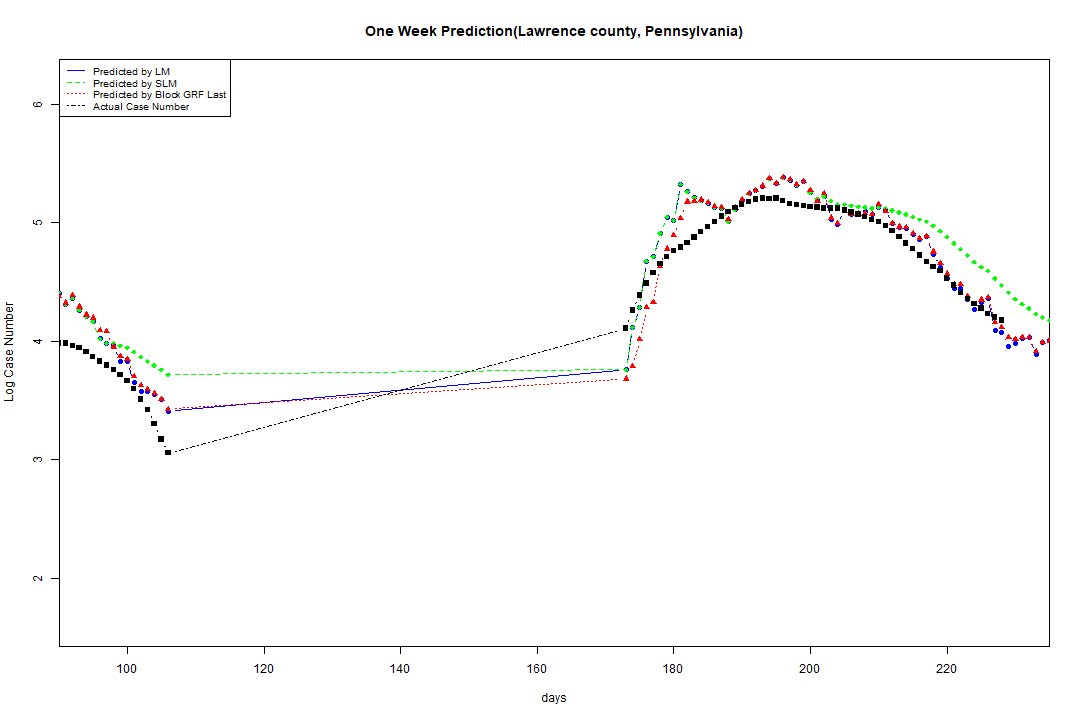 One Week Prediction(Lawrence county, Pennsylvania)
Predicted by LM
Predicted by SLM
Predicted by Block GRF Last
Actual Case Number
6
5
4
3
2
Log Case Number
100
120
140
160
180
200
220
days